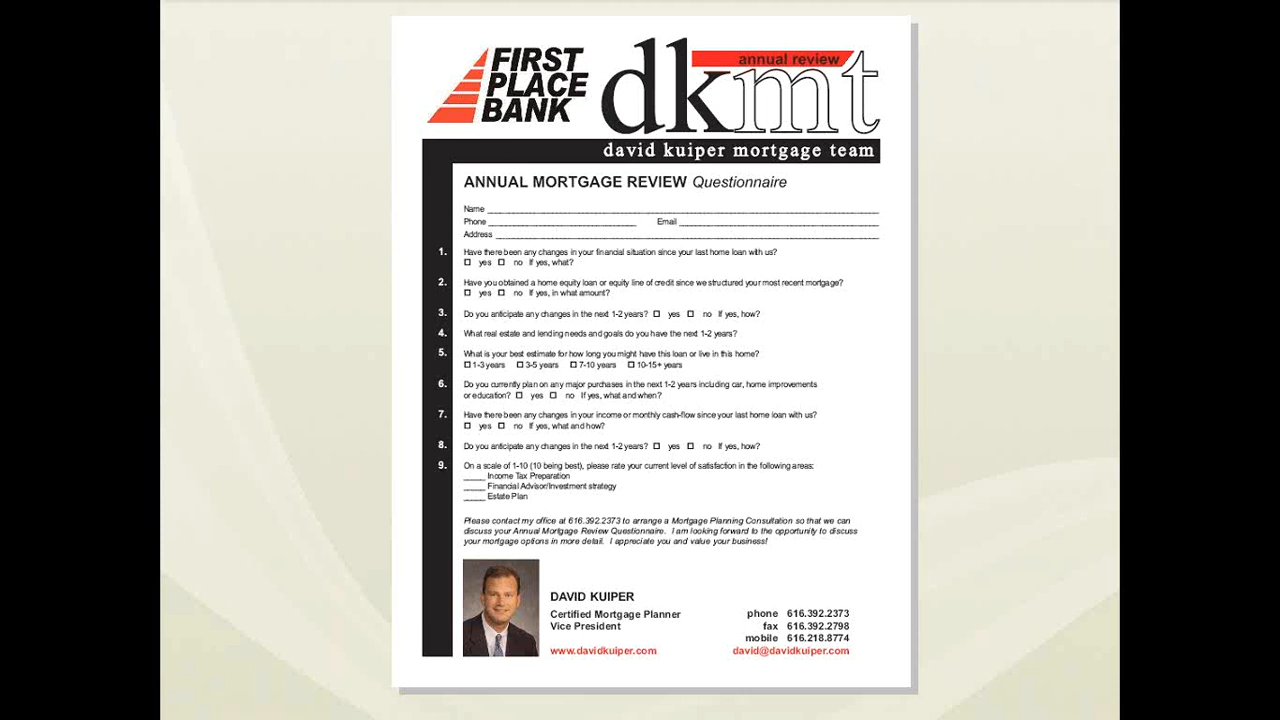 FIRST
PLACE
BANK
annual review
dkmt
david kuiper mortgage team
ANNUAL MORTGAGE REVIEW Questionnaire
Name
Phone Email
Address
1. Have there been any changes in your financial situation since your last home loan with us?
yes no If yes, what?
2. Have you obtained a home equity loan or equity line of credit since we structured your most recent mortgage?
yes no If yes, in what amount?
3. Do you anticipate any changes in the next 1-2 years? yes no If yes, how?
4. What real estate and lending needs and goals do you have the next 1-2 years?
5. What is your best estimate for how long you might have this loan or live in this home?
1-3 years 3-5 years 7-10 years 10-15+ years
6. Do you currently plan on any major purchases in the next 1-2 years including car, home improvements
or education? yes no If yes, what and when?
7. Have there been any changes in your income or monthly cash-flow since your last home loan with us?
yes no If yes, what and how?
8. Do you anticipate any changes in the next 1-2 years? yes no If yes, how?
9. On a scale of 1-10 (10 being best), please rate your current level of satisfaction in the following areas:
Income Tax Preparation
Financial Advisor/Investment strategy
Estate Plan
Please contact my office at 616.392.2373 to arrange a Mortgage Planning Consultation so that we can
discuss your Annual Mortgage Review Questionnaire. I am looking forward to the opportunity to discuss
your mortgage options in more detail. I appreciate you and value your business!
DAVID KUIPER
Certified Mortgage Planner
Vice President
www.davidkuiper.com
phone 616.392.2373
fax 616.392.2798
mobile 616.218.8774
david@davidkuiper.com